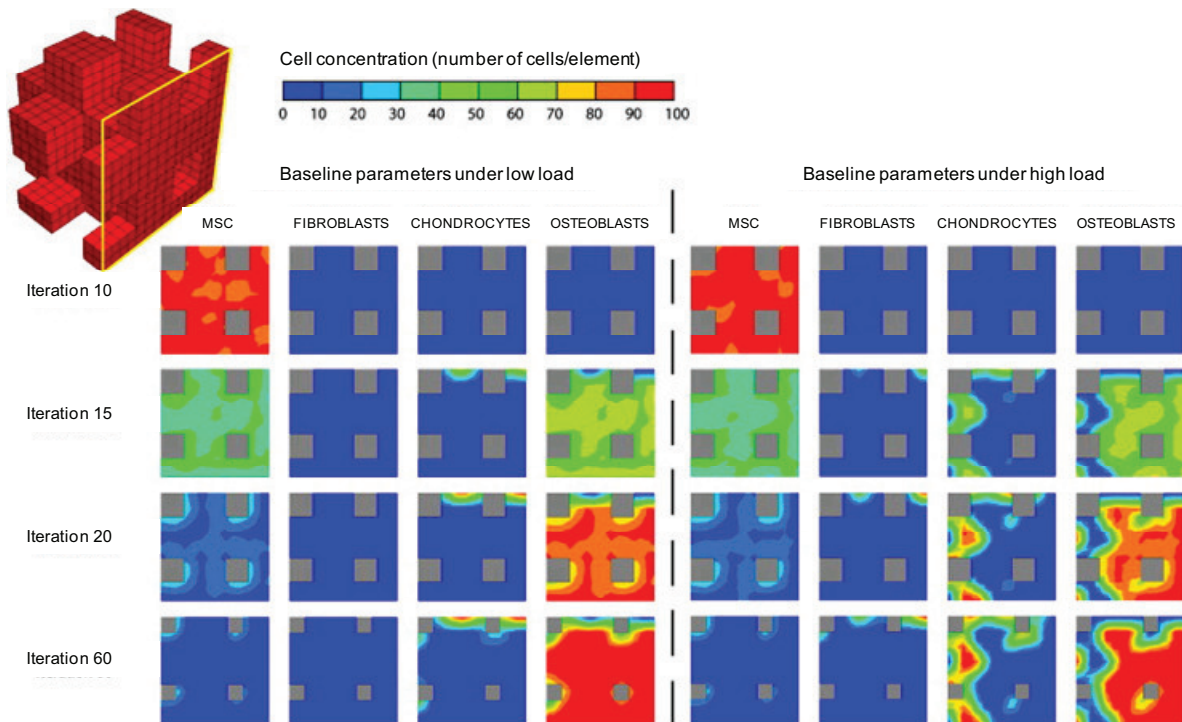 Cell concentration (number of cells/element)
0 10 20 30 40 50 60 70 80 90 100
Baseline parameters under low load
Baseline parameters under high load
MSC FIBROBLASTS CHONDROCYTES OSTEOBLASTS MSC FIBROBLASTS CHONDROCYTES OSTEOBLASTS
Iteration 10
Iteration 15
Iteration 20
Iteration 60